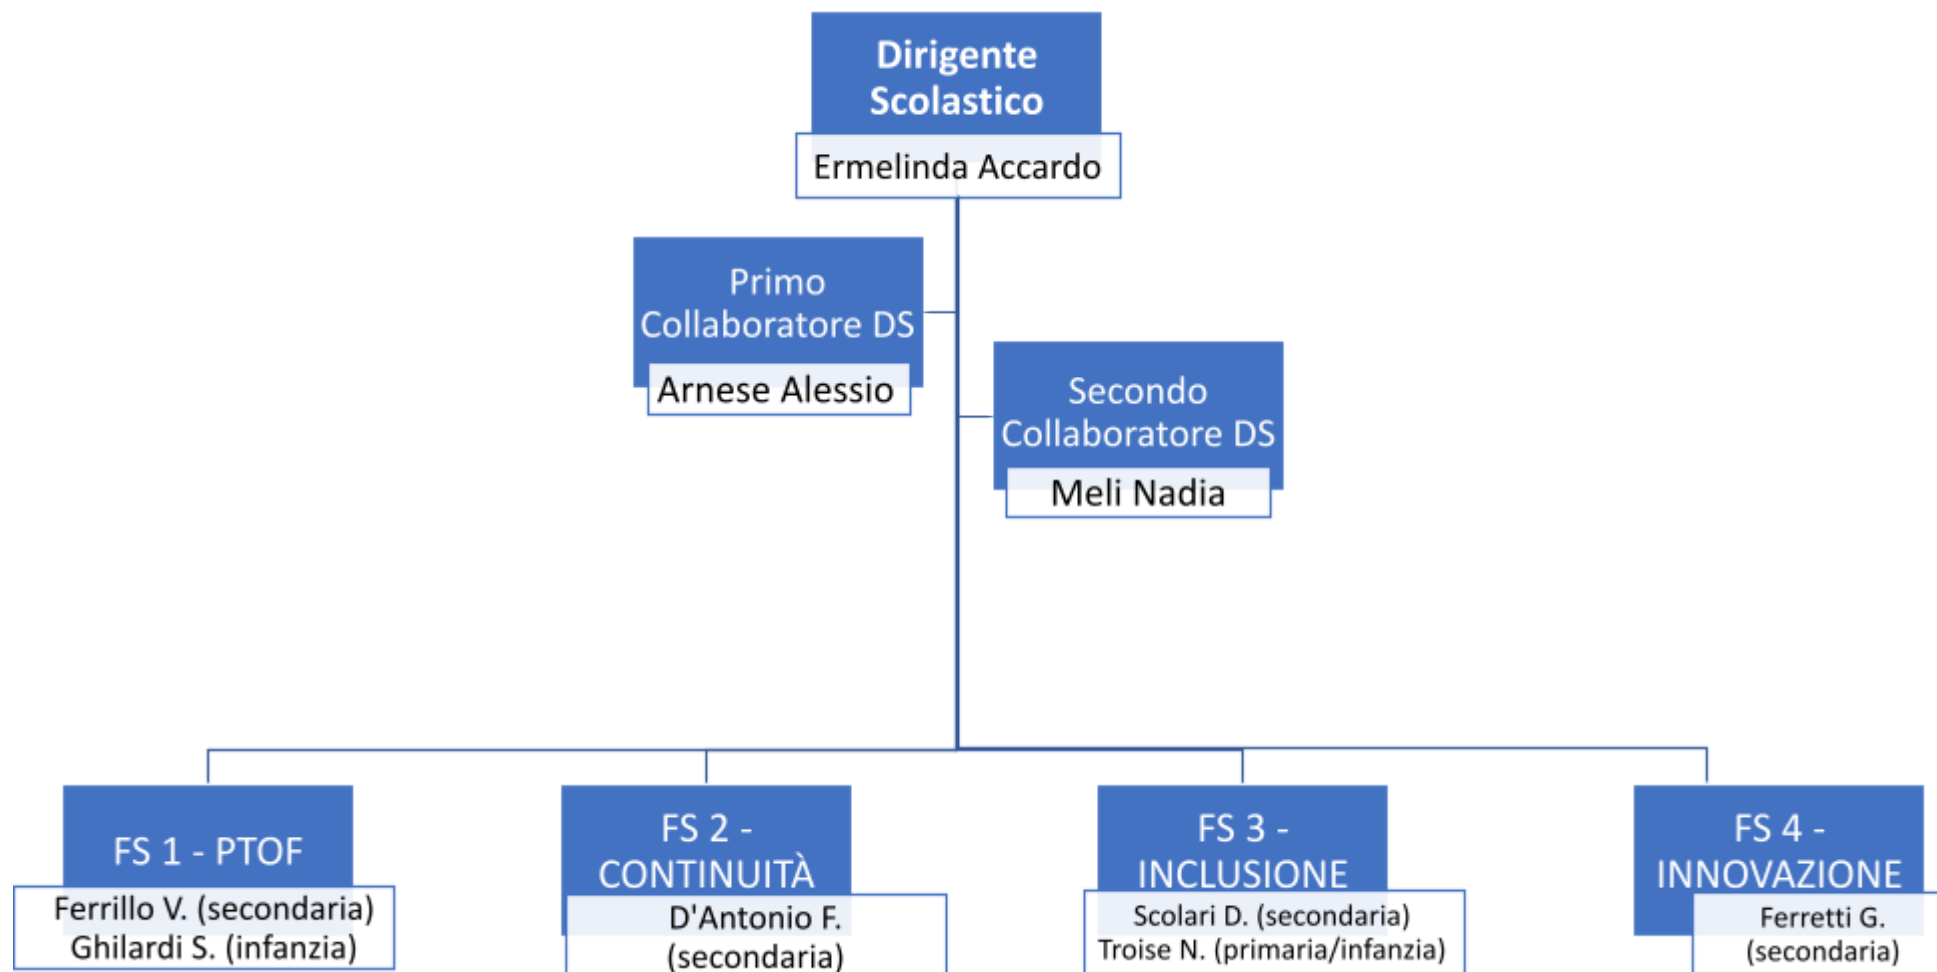 Dirigente
Scolastico
Ermelinda Accardo
Primo
Collaboratore DS
Arnese Alessio
Secondo
Collaboratore DS
Meli Nadia
FS 1 - PTOF
Ferrillo V. (secondaria)
Ghilardi S. (infanzia)
FS 2 -
CONTINUITÀ
D'Antonio F.
(secondaria)
FS 3 -
INCLUSIONE
Scolari D. (secondaria)
Troise N. (primaria/infanzia)
FS 4 -
INNOVAZIONE
Ferretti G.
(secondaria)